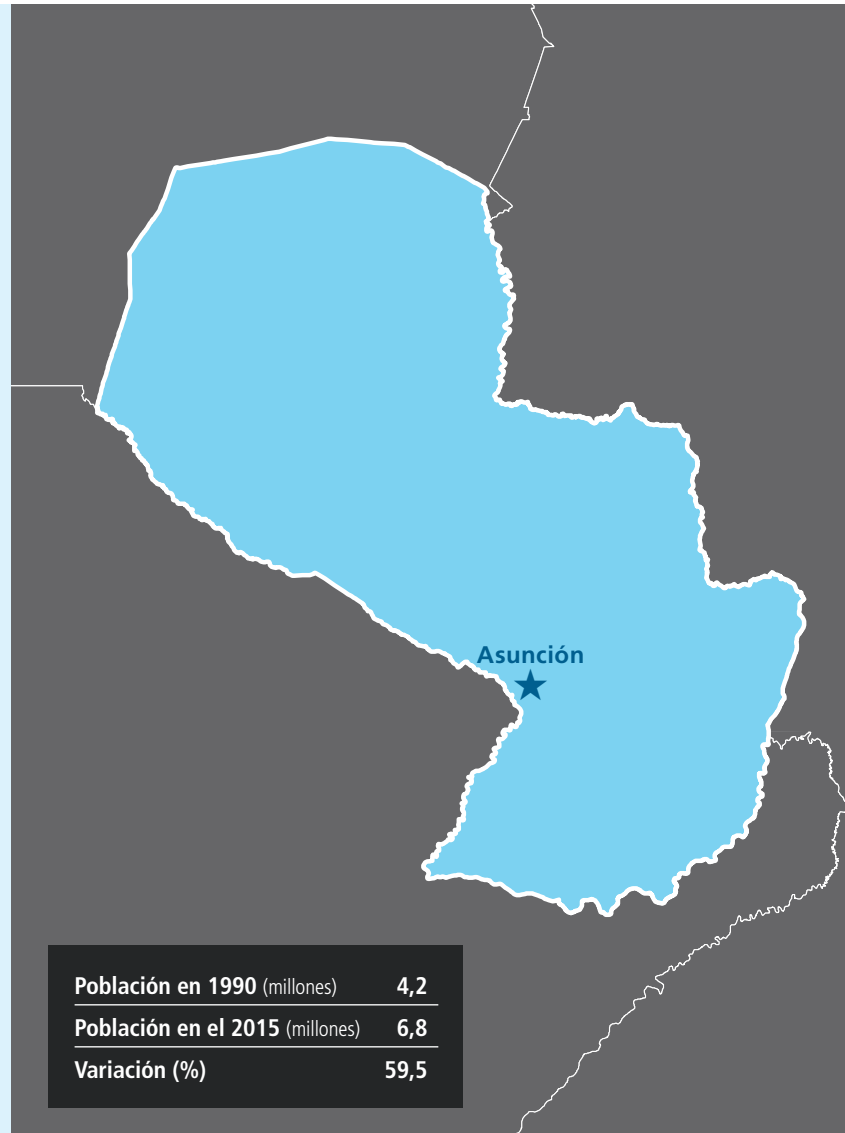 Asunción
Población en 1990 (millones) 4,2
Población en el 2015 (millones) 6,8
Variación (%) 59,5